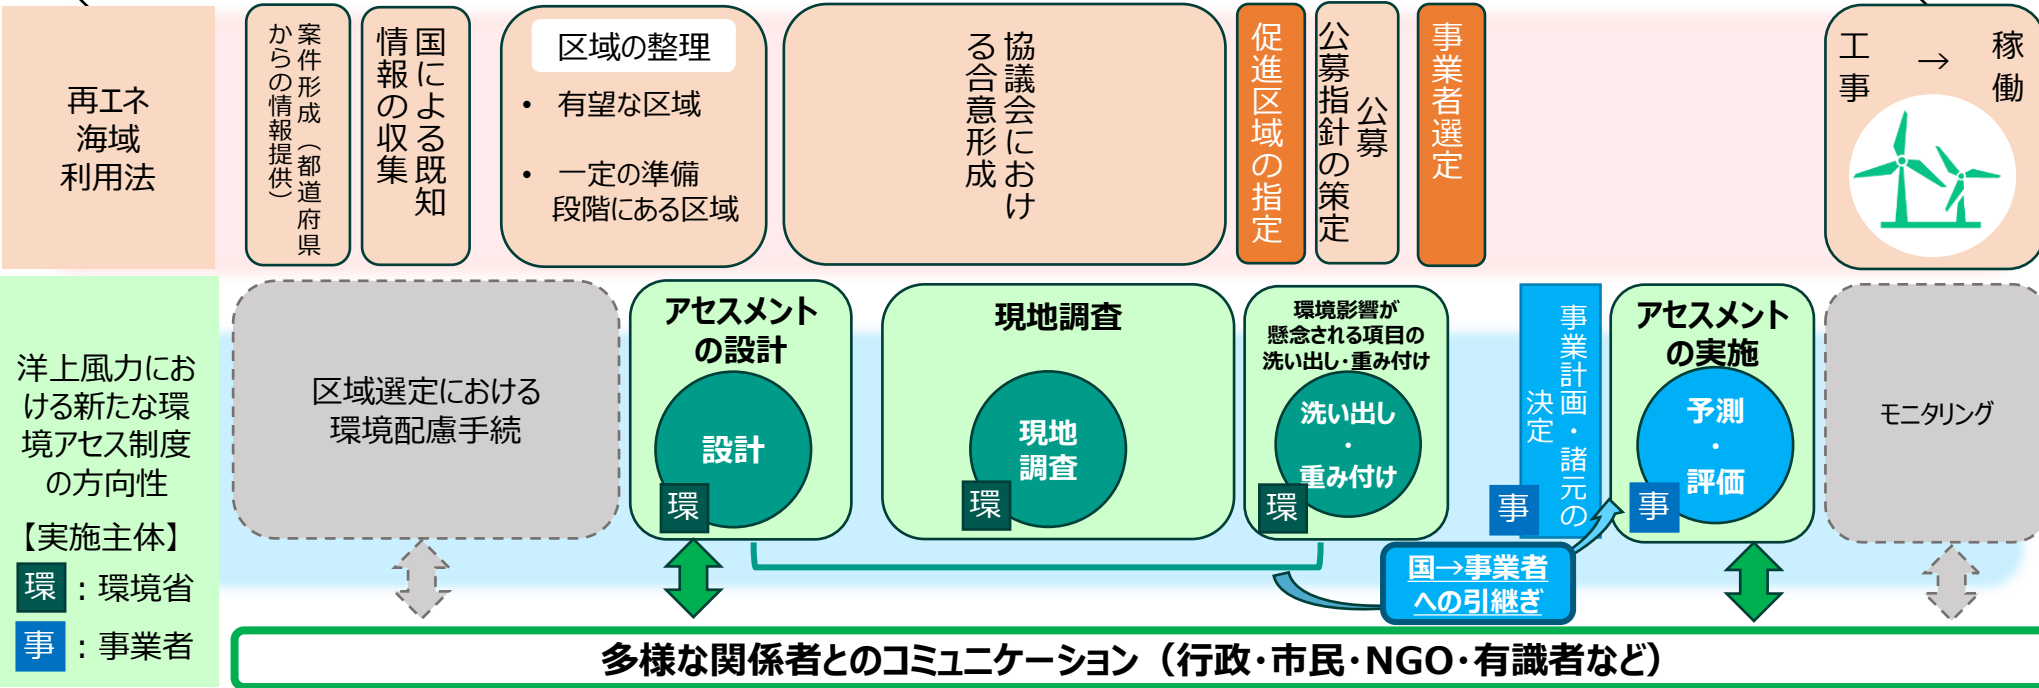 再エネ
海域
利用法
案件形成（都道府県
からの情報提供）
国による既知
情報の収集
区域の整理
• 有望な区域
• 一定の準備
段階にある区域
協議会におけ
る合意形成
促進区域の指定
公募
公募指針の策定
事業者選定
工事 → 稼働
洋上風力にお
ける新たな環
境アセス制度
の方向性
【実施主体】
環：環境省
事：事業者
区域選定における
環境配慮手続
アセスメント
の設計
設計
環
現地調査
現地
調査
環
環境影響が
懸念される項目の
洗い出し・重み付け
洗い出し
・
重み付け
環
事業計画・諸元の
決定
事
アセスメント
の実施
予測
・
評価
事
モニタリング
国→事業者
への引継ぎ
多様な関係者とのコミュニケーション（行政・市民・NGO・有識者など）